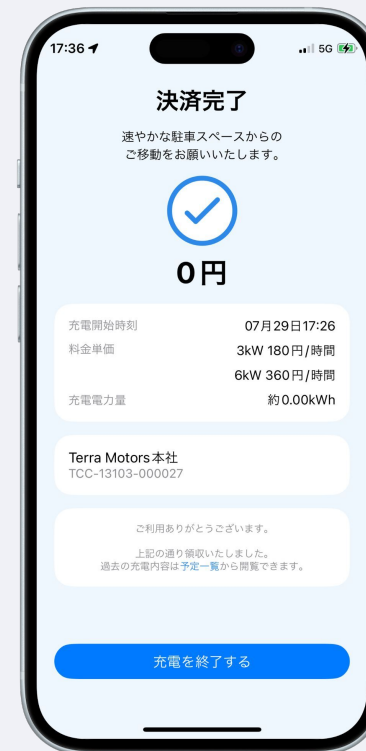 17:36
5G
決済完了
速やかな駐車スペースからの
ご移動をお願いいたします。
0円
充電開始時刻 07月29日17:26
料金単価 3kW 180円/時間
6kW 360円/時間
充電電力量 約0.00kWh
Terra Motors本社
TCC-13103-000027
ご利用ありがとうございます。
上記の通り領収いたしました。
過去の充電内容は予定一覧から閲覧できます。
充電を終了する